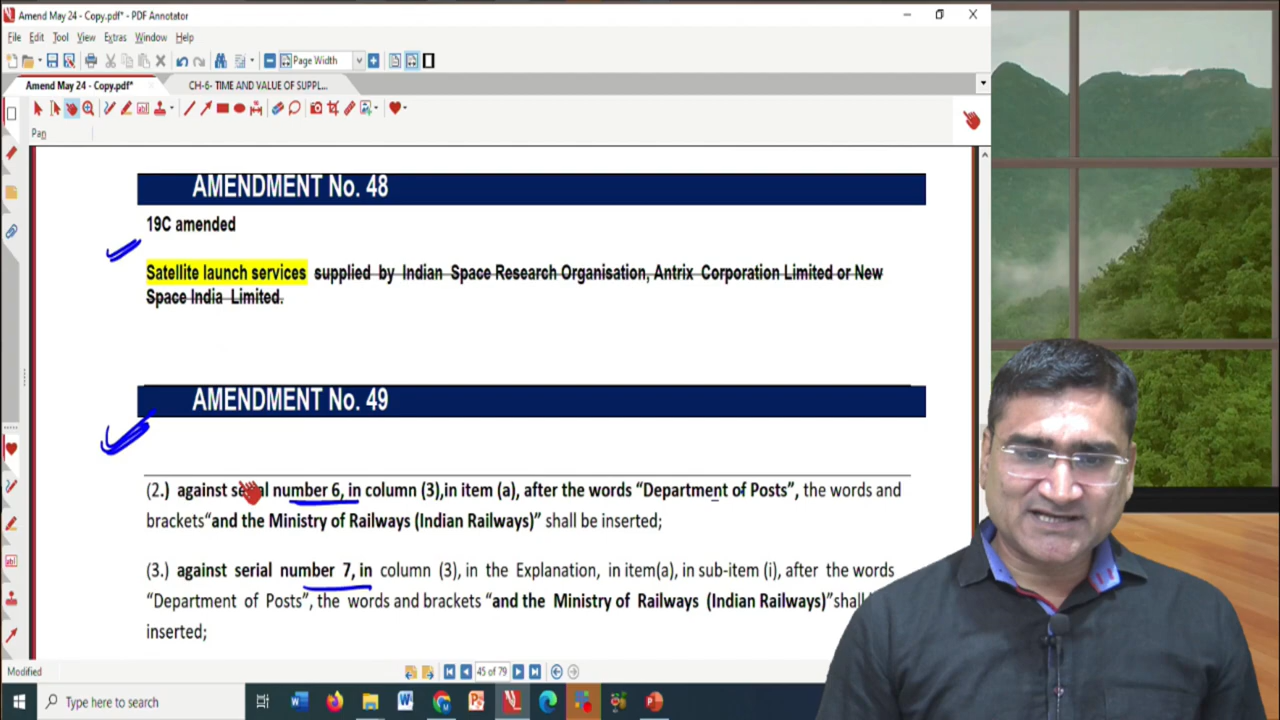 Amend May 24 - Copy.pdf* - PDF Annotator
File Edit Tool View Extras Window Help
Page Width
Amend May 24 - Copy.pdf*
CH-6- TIME AND VALUE OF SUPPL...
Pan
AMENDMENT No. 48
19C amended
Satellite launch services supplied by Indian Space Research Organisation, Antrix Corporation Limited or New
Space India Limited.
AMENDMENT No. 49
(2.) against serial number 6, in column (3),in item (a), after the words “Department of Posts”, the words and
brackets“and the Ministry of Railways (Indian Railways)” shall be inserted;
(3.) against serial number 7, in column (3), in the Explanation, in item(a), in sub-item (i), after the words
“Department of Posts”, the words and brackets “and the Ministry of Railways (Indian Railways)”shall
inserted;
Modified
45 of 79
Type here to search